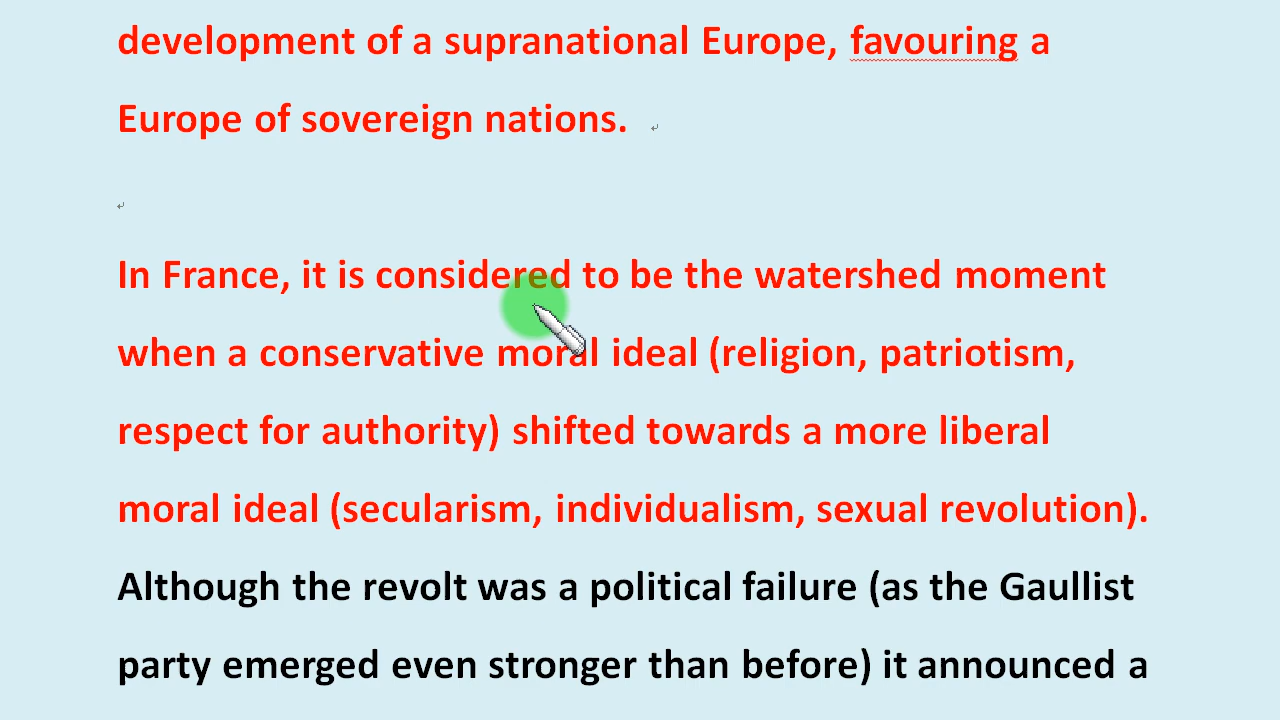 development of a supranational Europe, favouring a
Europe of sovereign nations.
In France, it is considered to be the watershed moment
when a conservative moral ideal (religion, patriotism,
respect for authority) shifted towards a more liberal
moral ideal (secularism, individualism, sexual revolution).
Although the revolt was a political failure (as the Gaullist
party emerged even stronger than before) it announced a